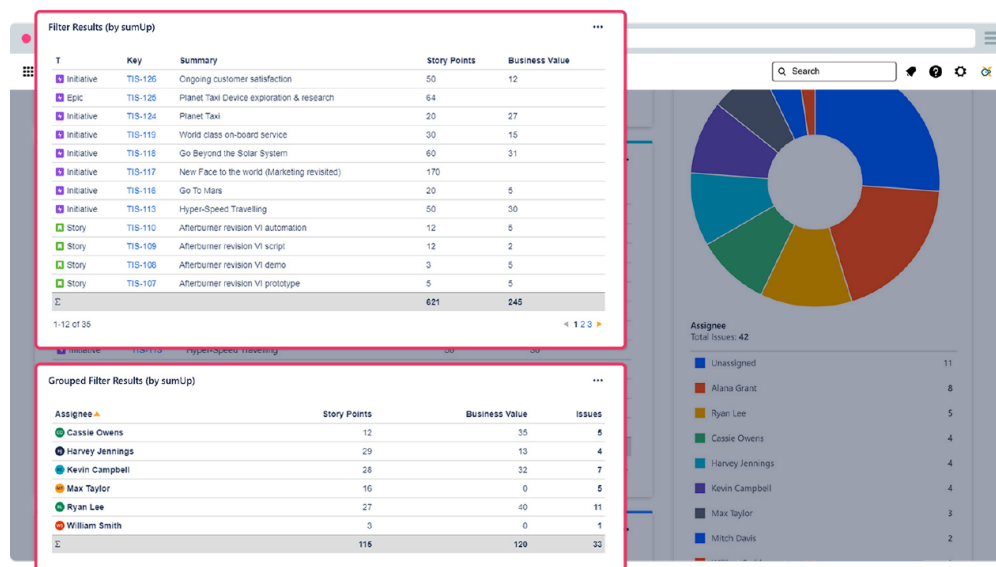 Filter Results (by sumUp)
T Key Summary Story Points Business Value
Initiative TIS-126 Ongoing customer satisfaction 50 12
Epic TIS-125 Planet Taxi Device exploration & research 64
Initiative TIS-124 Planet Taxi 20 27
Initiative TIS-119 World class on-board service 30 15
Initiative TIS-118 Go Beyond the Solar System 60 31
Initiative TIS-117 New Face to the world (Marketing revisited) 170
Initiative TIS-116 Go To Mars 20 5
Initiative TIS-113 Hyper-Speed Travelling 50 30
Story TIS-110 Afterburner revision VI automation 12 5
Story TIS-109 Afterburner revision VI script 12 2
Story TIS-108 Afterburner revision VI demo 3 5
Story TIS-107 Afterburner revision VI prototype 5 5
Σ 621 245
1-12 of 35 1 2 3
Initiative TIS-113 Hyper-Speed Travelling 50 30
Grouped Filter Results (by sumUp)
Assignee Story Points Business Value Issues
Cassie Owens 12 35 5
Harvey Jennings 29 13 4
Kevin Campbell 28 32 7
Max Taylor 16 0 5
Ryan Lee 27 40 11
William Smith 3 0 1
Σ 115 120 33
Search
Assignee
Total Issues: 42
Unassigned 11
Alana Grant 8
Ryan Lee 5
Cassie Owens 4
Harvey Jennings 4
Kevin Campbell 4
Max Taylor 3
Mitch Davis 2